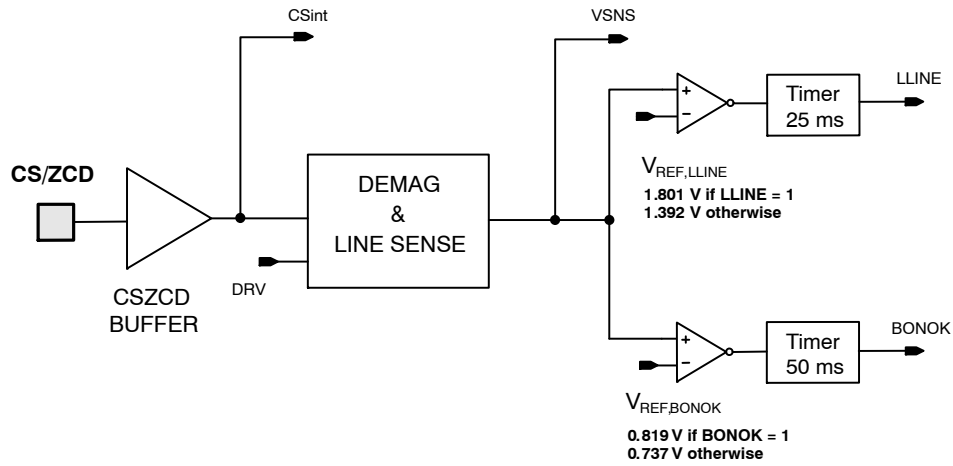 CSint
VSNS
LLINE
Timer
25 ms
+
−
CS/ZCD
V_REF,LLINE
1.801 V if LLINE = 1
1.392 V otherwise
DEMAG
&
LINE SENSE
DRV
CSZCD
BUFFER
BONOK
Timer
50 ms
+
−
V_REF,BONOK
0.819 V if BONOK = 1
0.737 V otherwise